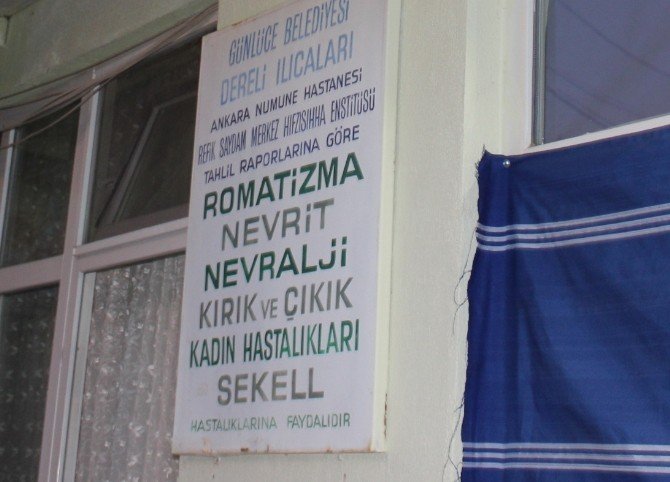 GÜNLÜCE BELEDİYESİ
DERELİ ILICALARI
ANKARA NUMUNE HASTANESİ
REFİK SAYDAM MERKEZ HIFZISIHHA ENSTİTÜSÜ
TAHLİL RAPORLARINA GÖRE
ROMATİZMA
NEVRİT
NEVRALJİ
KIRIK VE ÇIKIK
KADIN HASTALIKLARI
SEKELL
HASTALIKLARINA FAYDALIDIR